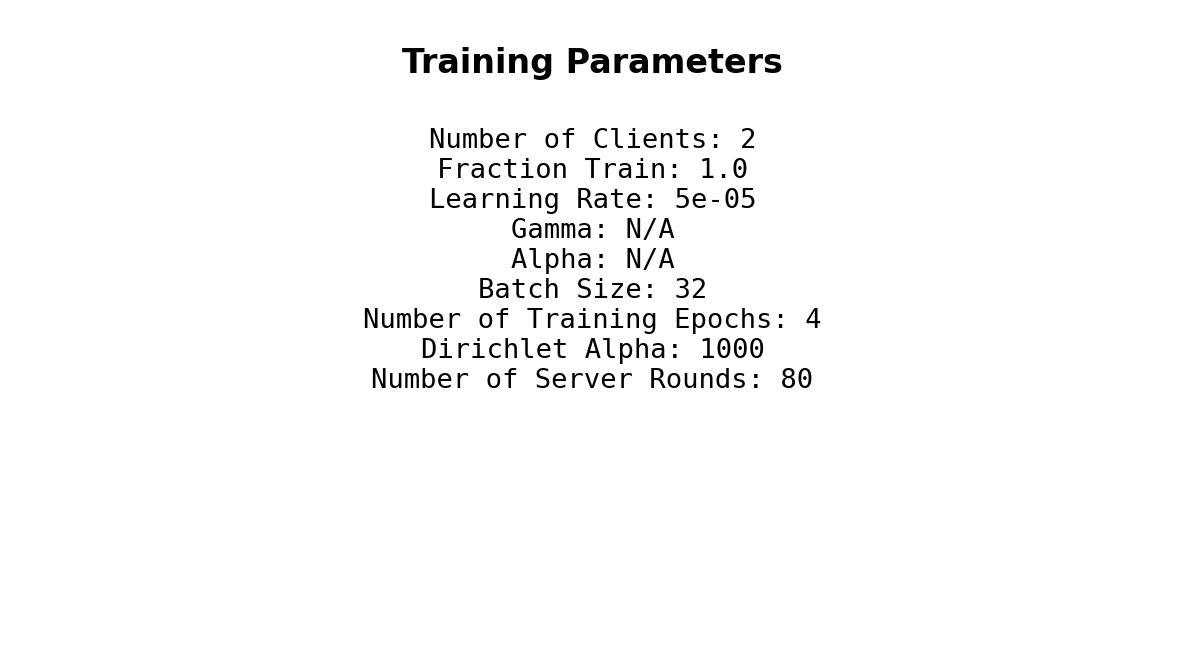 Training Parameters
Number of Clients: 2
Fraction Train: 1.0
Learning Rate: 5e-05
Gamma: N/A
Alpha: N/A
Batch Size: 32
Number of Training Epochs: 4
Dirichlet Alpha: 1000
Number of Server Rounds: 80